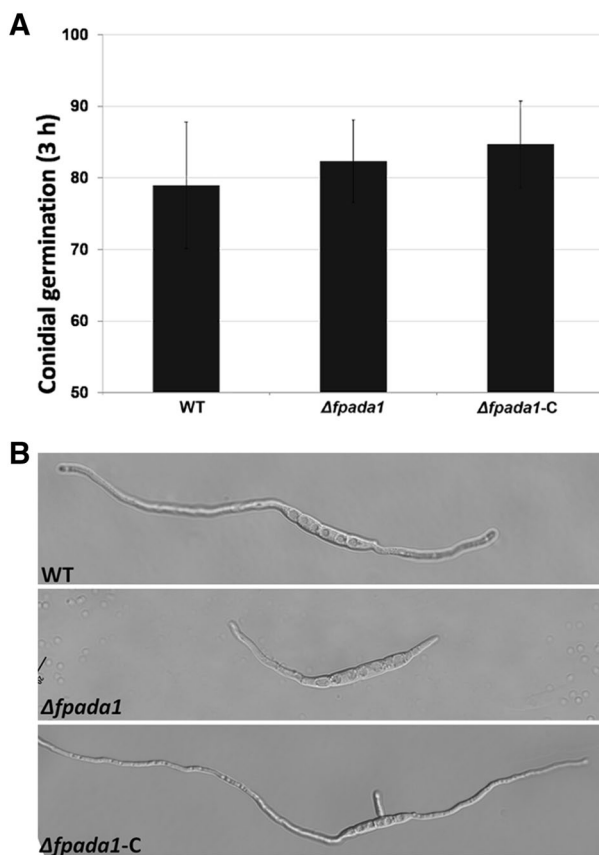 A
Conidial germination (3 h)
100
90
80
70
60
50
WT
Δfpada1
Δfpada1-C
B
WT
Δfpada1
Δfpada1-C